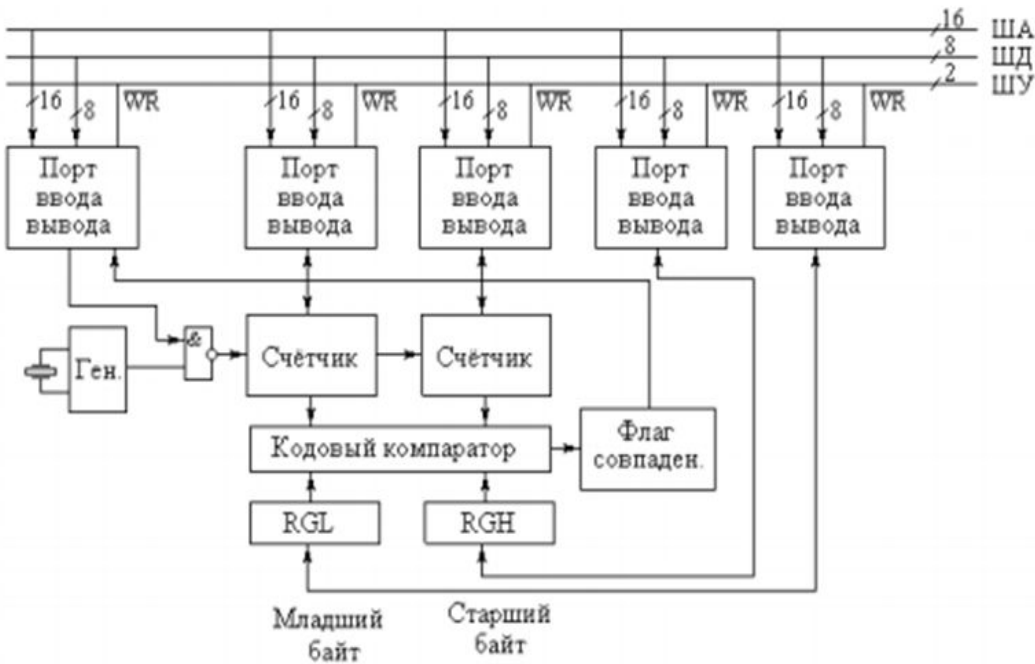 16 ША
8 ШД
2 ШУ
16 8 WR
16 8 WR
16 8 WR
16 8 WR
16 8 WR
Порт
ввода
вывода
Порт
ввода
вывода
Порт
ввода
вывода
Порт
ввода
вывода
Порт
ввода
вывода
&
Ген.
Счётчик
Счётчик
Кодовый компаратор
Флаг
совпаден.
RGL
RGH
Младший
байт
Старший
байт